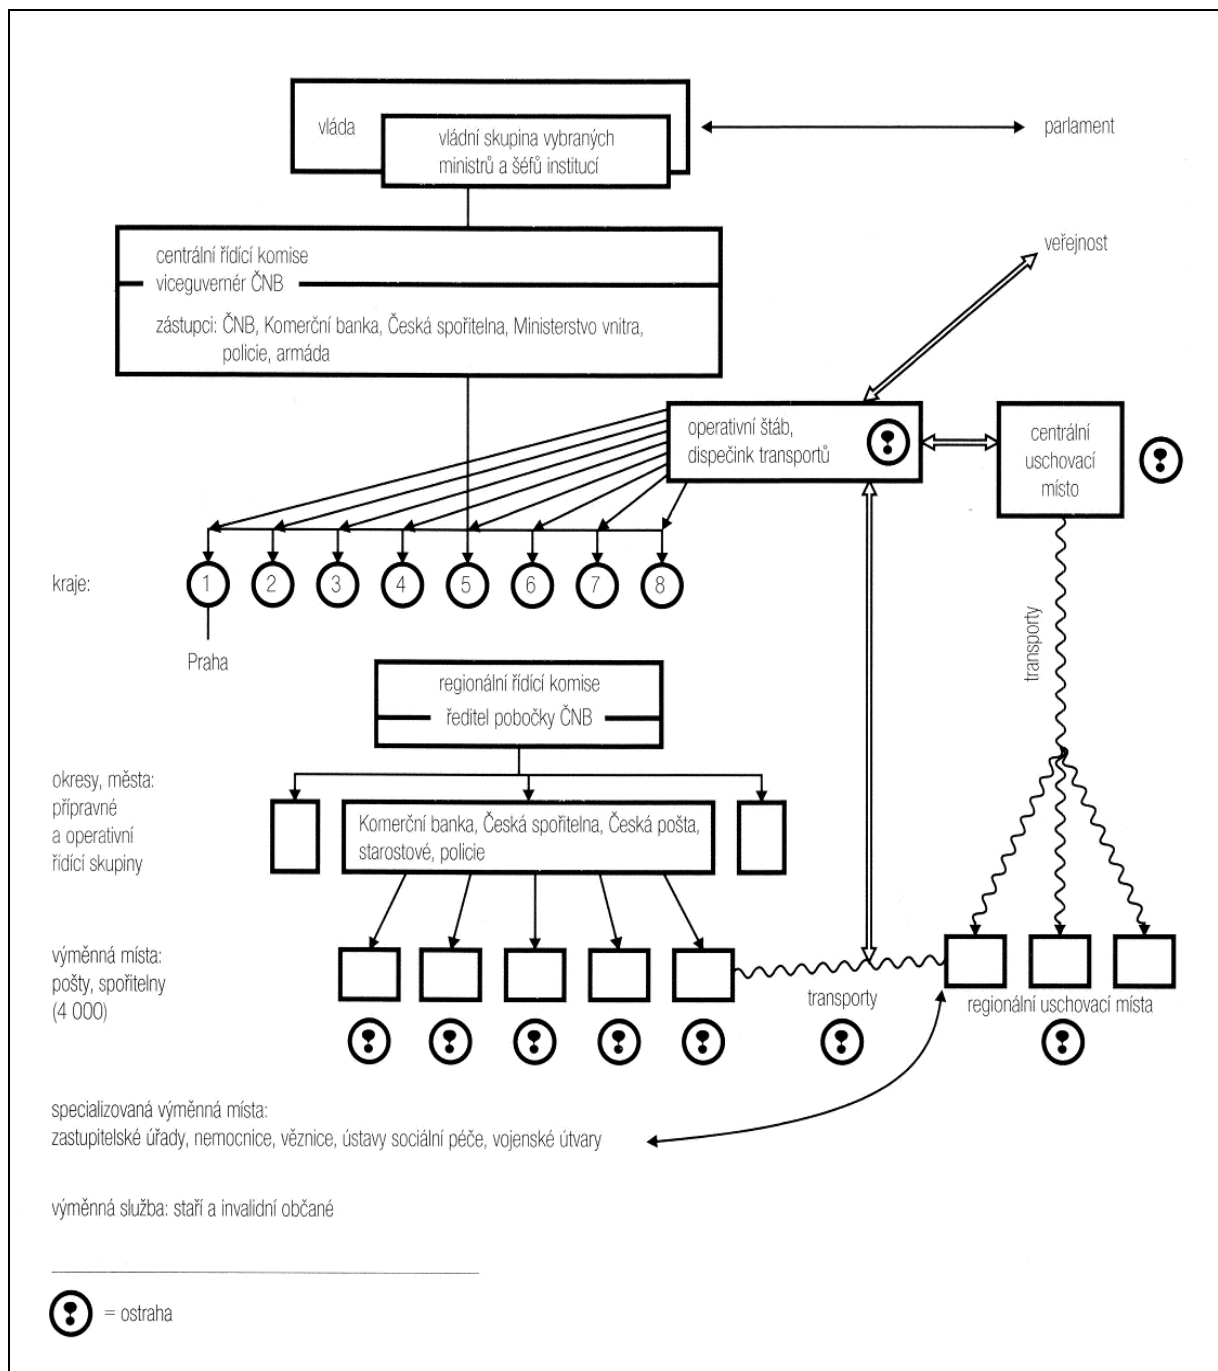 vláda
vládní skupina vybraných
ministrů a šéfů institucí
parlament
centrální řídící komise
viceguvernér ČNB
zástupci: ČNB, Komerční banka, Česká spořitelna, Ministerstvo vnitra,
policie, armáda
veřejnost
operativní štáb,
dispečink transportů
centrální
uschovací
místo
kraje:
1 2 3 4 5 6 7 8
Praha
transporty
regionální řídící komise
ředitel pobočky ČNB
okresy, města:
přípravné
a operativní
řídící skupiny
Komerční banka, Česká spořitelna, Česká pošta,
starostové, policie
výměnná místa:
pošty, spořitelny
(4 000)
transporty
regionální uschovací místa
specializovaná výměnná místa:
zastupitelské úřady, nemocnice, věznice, ústavy sociální péče, vojenské útvary
výměnná služba: staří a invalidní občané
= ostraha